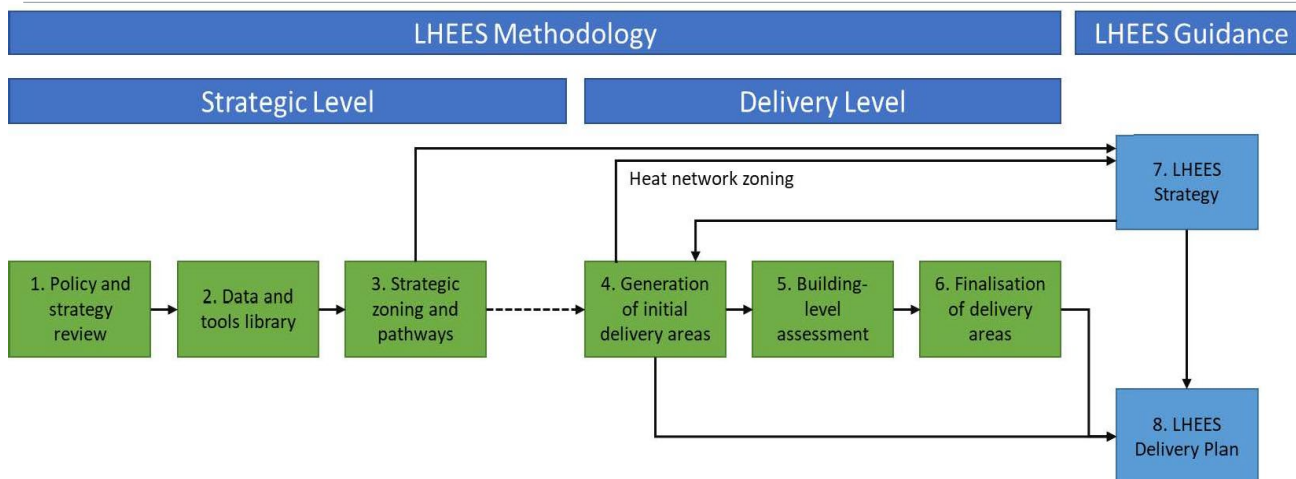 LHEES Methodology
LHEES Guidance
Strategic Level
Delivery Level
Heat network zoning
7. LHEES
Strategy
1. Policy and
strategy
review
2. Data and
tools library
3. Strategic
zoning and
pathways
4. Generation
of initial
delivery areas
5. Building-
level
assessment
6. Finalisation
of delivery
areas
8. LHEES
Delivery Plan